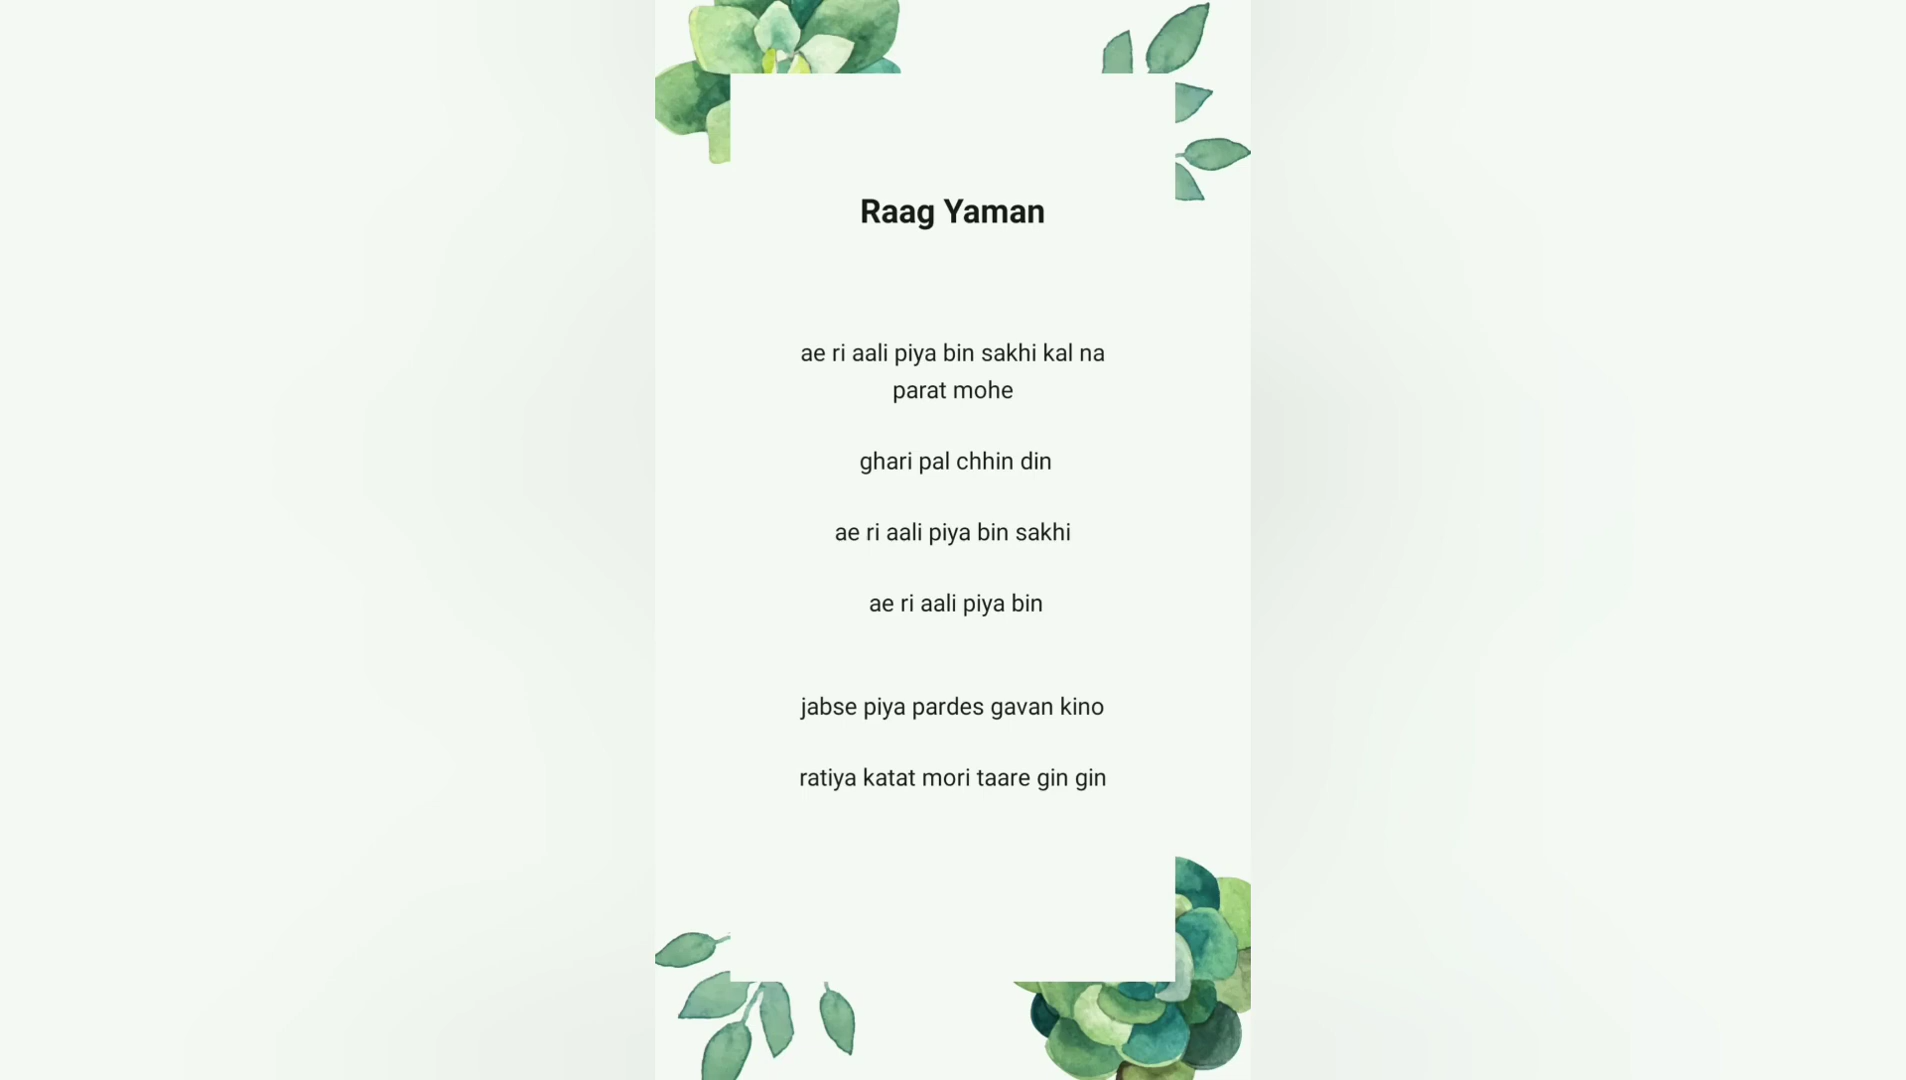 Raag Yaman
ae ri aali piya bin sakhi kal na
parat mohe
ghari pal chhin din
ae ri aali piya bin sakhi
ae ri aali piya bin
jabse piya pardes gavan kino
ratiya katat mori taare gin gin